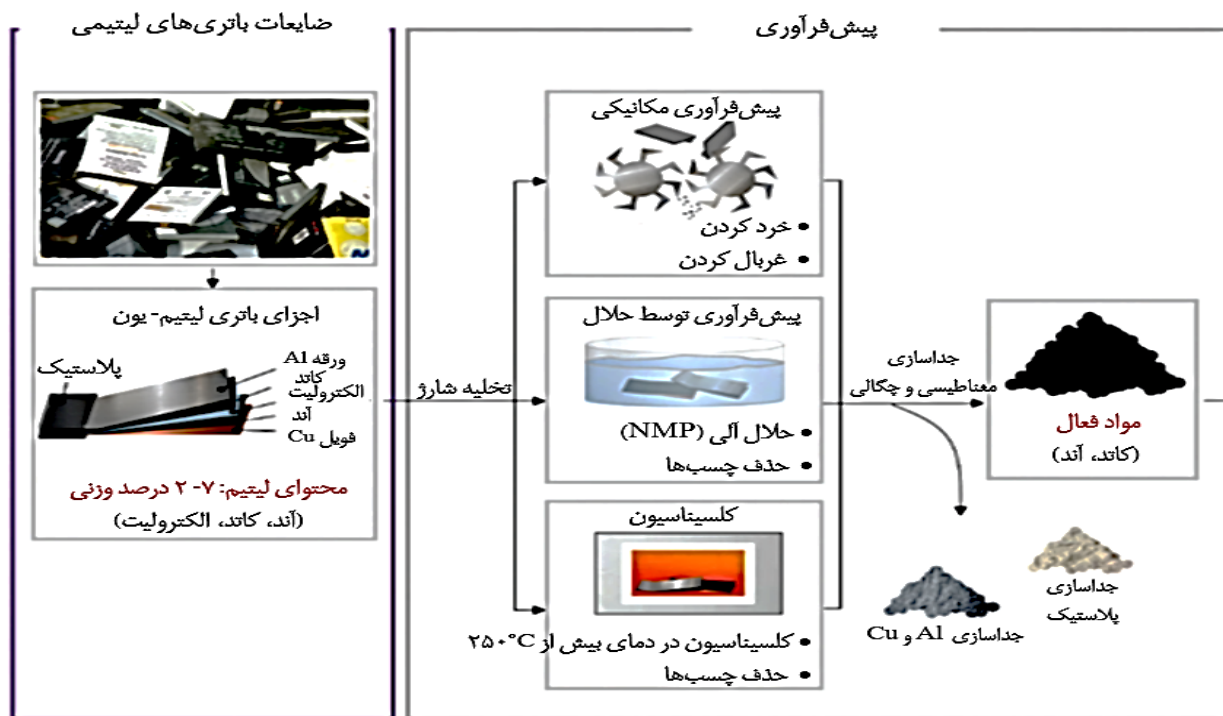 ضایعات باتری‌های لیتیمی
اجزای باتری لیتیم- یون
پلاستیک
ورقه Al
کاتد
الکترولیت
آند
فویل Cu
محتوای لیتیم: ۷- ۲ درصد وزنی
(آند، کاتد، الکترولیت)
تخلیه شارژ
پیش‌فرآوری
پیش‌فرآوری مکانیکی
• خرد کردن
• غربال کردن
پیش‌فرآوری توسط حلال
• حلال آلی (NMP)
• حذف چسب‌ها
کلسیناسیون
• کلسیناسیون در دمای بیش از ۲۵۰°C
• حذف چسب‌ها
جداسازی
مغناطیسی و چگالی
مواد فعال
(کاتد، آند)
جداسازی
پلاستیک
جداسازی Al و Cu